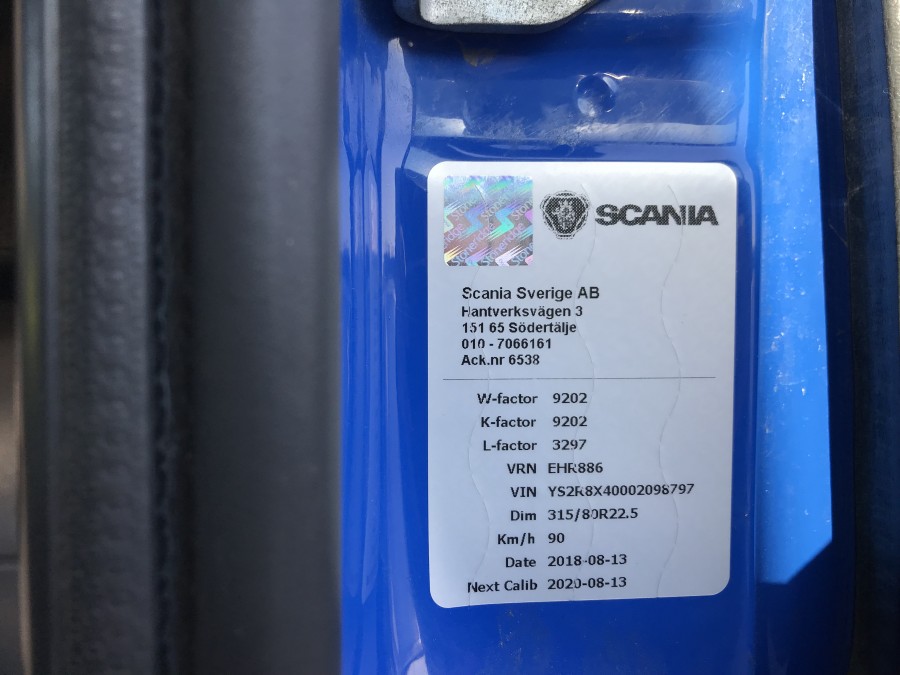 SCANIA
Scania Sverige AB
Hantverksvägen 3
151 65 Södertälje
010 - 7066161
Ack.nr 6538
W-factor 9202
K-factor 9202
L-factor 3297
VRN EHR886
VIN YS2R8X40002098797
Dim 315/80R22.5
Km/h 90
Date 2018-08-13
Next Calib 2020-08-13